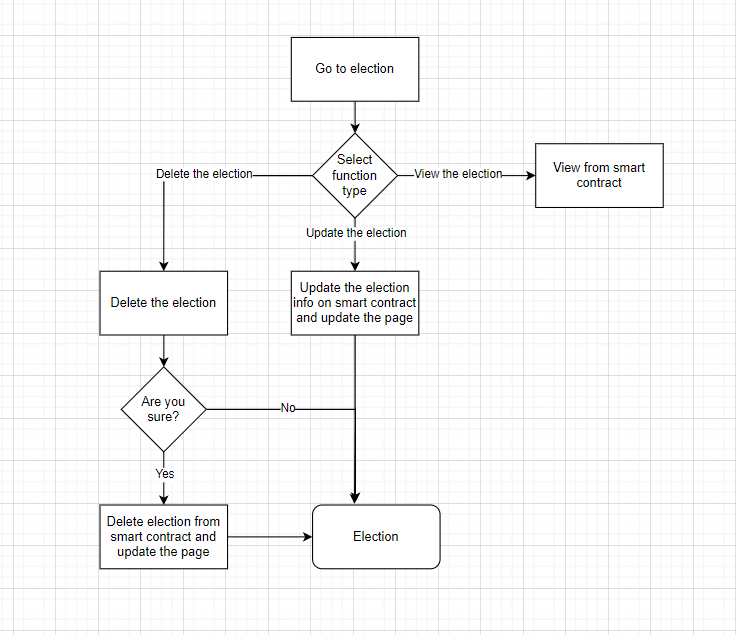 Go to election
Select
function
type
Delete the election
View the election
View from smart
contract
Update the election
Delete the election
Update the election
info on smart contract
and update the page
Are you
sure?
No
Yes
Delete election from
smart contract and
update the page
Election